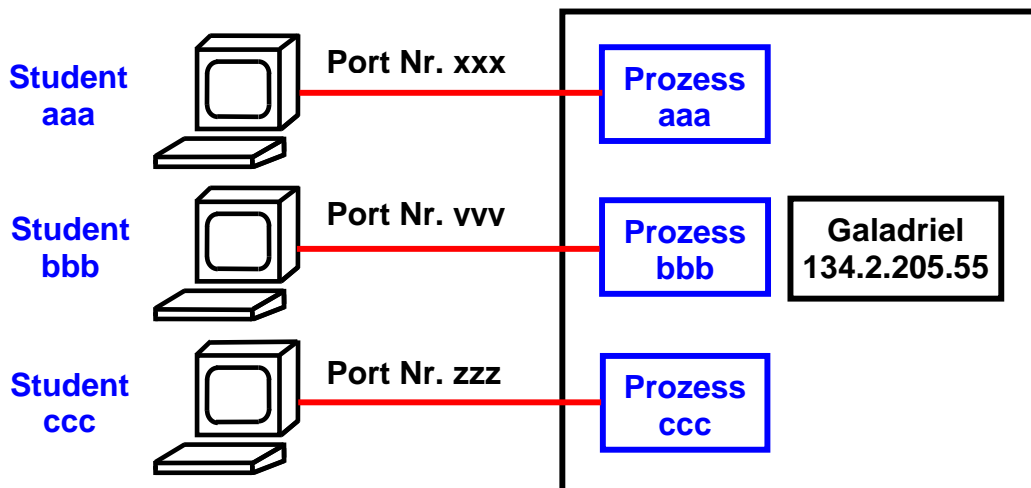 Student
aaa
Port Nr. xxx
Prozess
aaa
Student
bbb
Port Nr. vvv
Prozess
bbb
Galadriel
134.2.205.55
Student
ccc
Port Nr. zzz
Prozess
ccc